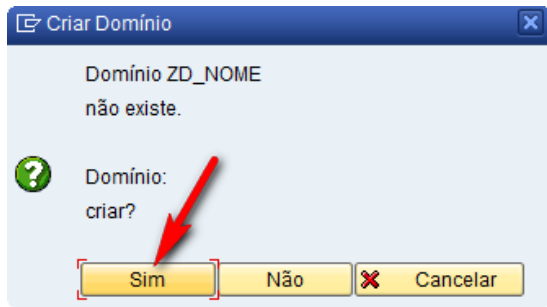 Criar Domínio
Domínio ZD_NOME
não existe.
Domínio:
criar?
Sim Não Cancelar